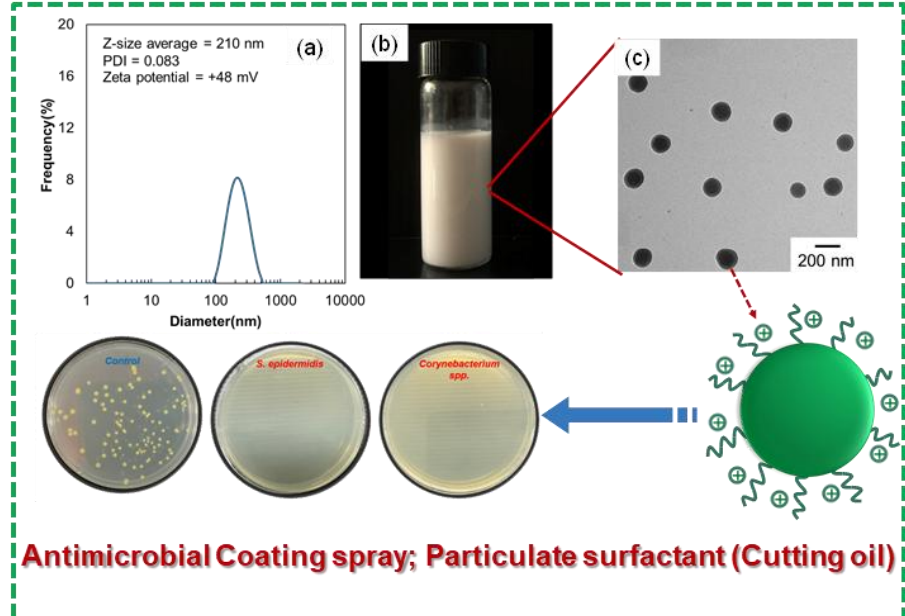 20
16
12
8
4
0
Frequency(%)
Z-size average = 210 nm
PDI = 0.083
Zeta potential = +48 mV
(a)
1 10 100 1000 10000
Diameter(nm)
(b)
(c)
200 nm
Control
S. epidermidis
Corynebacterium
spp.
+
+
+
+
+
+
+
+
+
+
+
+
Antimicrobial Coating spray; Particulate surfactant (Cutting oil)